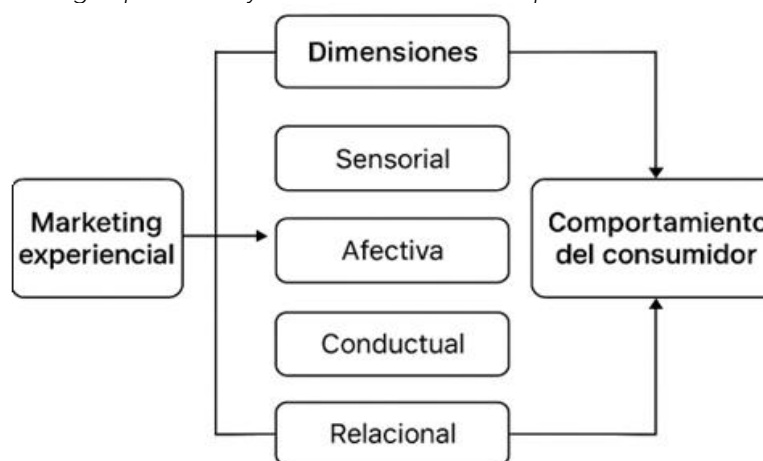 Dimensiones
Sensorial
Marketing
experiencial
Afectiva
Comportamiento
del consumidor
Conductual
Relacional